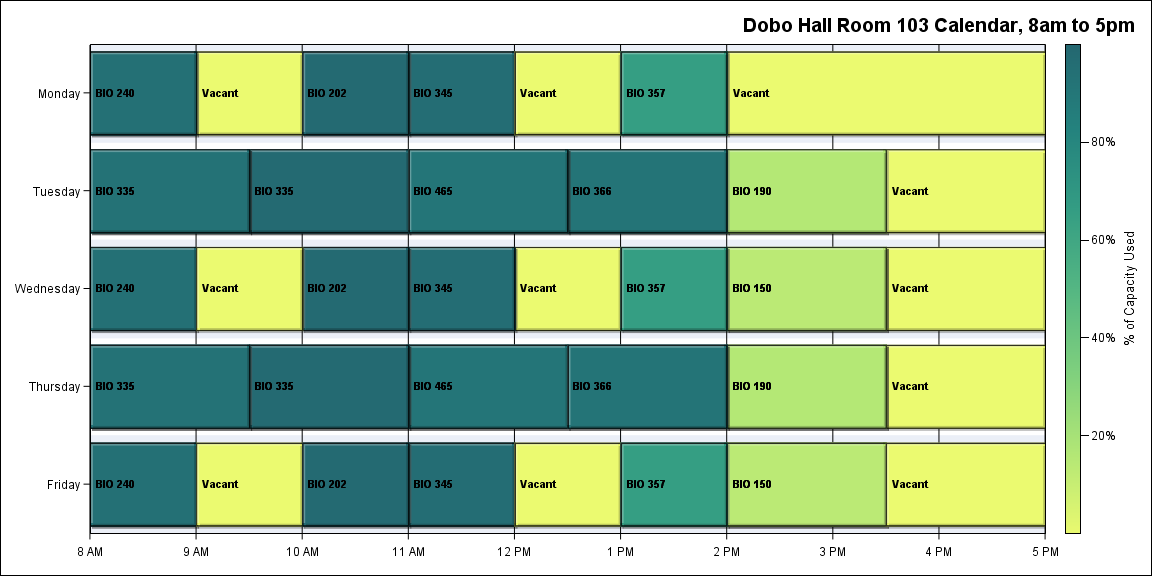 Dobo Hall Room 103 Calendar, 8am to 5pm
Monday BIO 240 Vacant BIO 202 BIO 345 Vacant BIO 357 Vacant
Tuesday BIO 335 BIO 335 BIO 465 BIO 366 BIO 190 Vacant
Wednesday BIO 240 Vacant BIO 202 BIO 345 Vacant BIO 357 BIO 150 Vacant
Thursday BIO 335 BIO 335 BIO 465 BIO 366 BIO 190 Vacant
Friday BIO 240 Vacant BIO 202 BIO 345 Vacant BIO 357 BIO 150 Vacant
8 AM 9 AM 10 AM 11 AM 12 PM 1 PM 2 PM 3 PM 4 PM 5 PM
80%
60%
40%
20%
% of Capacity Used